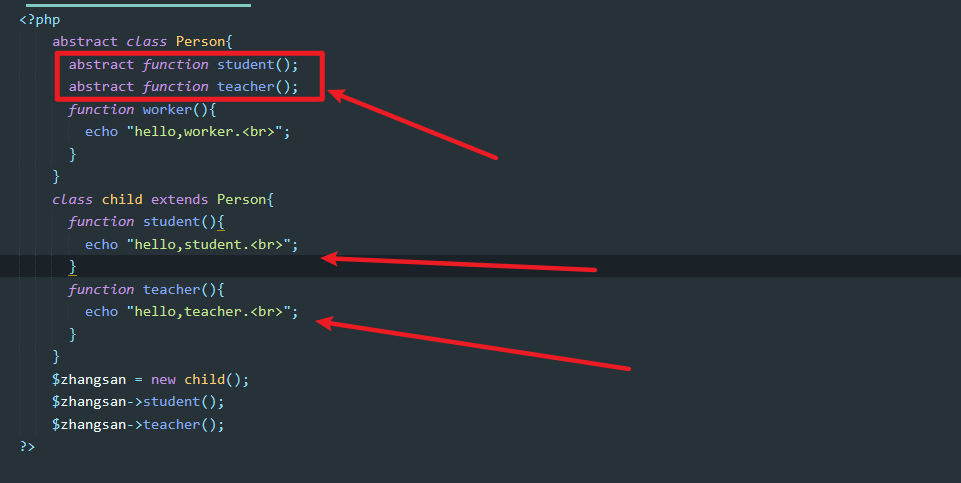 <?php
abstract class Person{
abstract function student();
abstract function teacher();
function worker(){
echo "hello,worker.<br>";
}
}
class child extends Person{
function student(){
echo "hello,student.<br>";
}
function teacher(){
echo "hello,teacher.<br>";
}
}
$zhangsan = new child();
$zhangsan->student();
$zhangsan->teacher();
?>